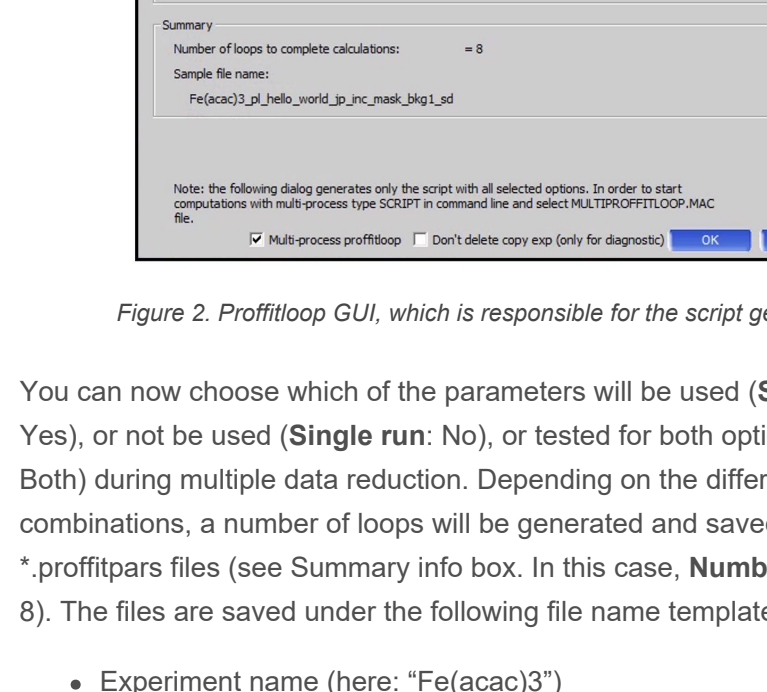 Summary
Number of loops to complete calculations: = 8
Sample file name:
Fe(acac)3_pl_hello_world_jp_inc_mask_bkg1_sd
Note: the following dialog generates only the script with all selected options. In order to start
computations with multi-process type SCRIPT in command line and select MULTIPROFFITLOOP.MAC
file.
Multi-process proffitloop Don't delete copy exp (only for diagnostic) OK
Figure 2. Proffitloop GUI, which is responsible for the script ge
You can now choose which of the parameters will be used (S
Yes), or not be used (Single run: No), or tested for both opti
Both) during multiple data reduction. Depending on the differ
combinations, a number of loops will be generated and save
*.proffitpars files (see Summary info box. In this case, Numb
8). The files are saved under the following file name template
• Experiment name (here: “Fe(acac)3”)